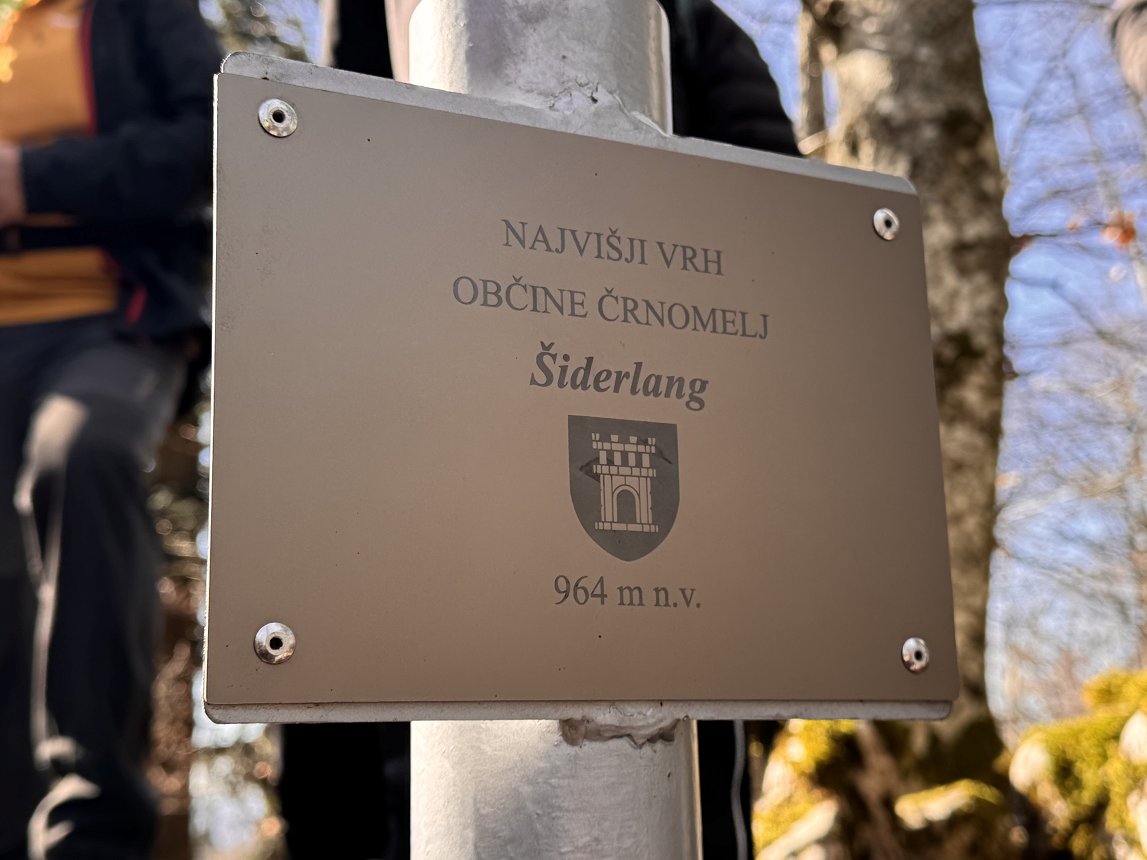 NAJVIŠJI VRH
OBČINE ČRNOMELJ
Šiderlang
964 m n.v.